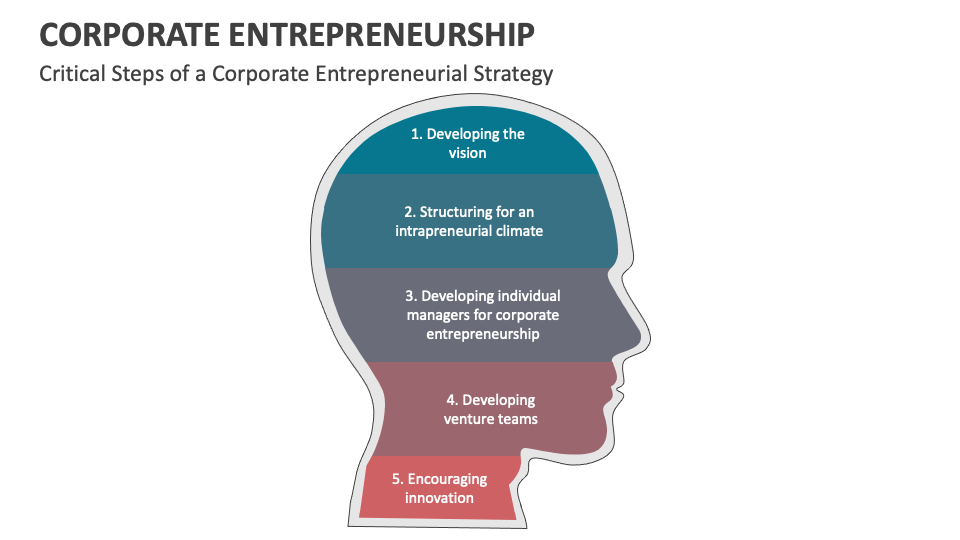 CORPORATE ENTREPRENEURSHIP
Critical Steps of a Corporate Entrepreneurial Strategy
1. Developing the
vision
2. Structuring for an
intrapreneurial climate
3. Developing individual
managers for corporate
entrepreneurship
4. Developing
venture teams
5. Encouraging
innovation